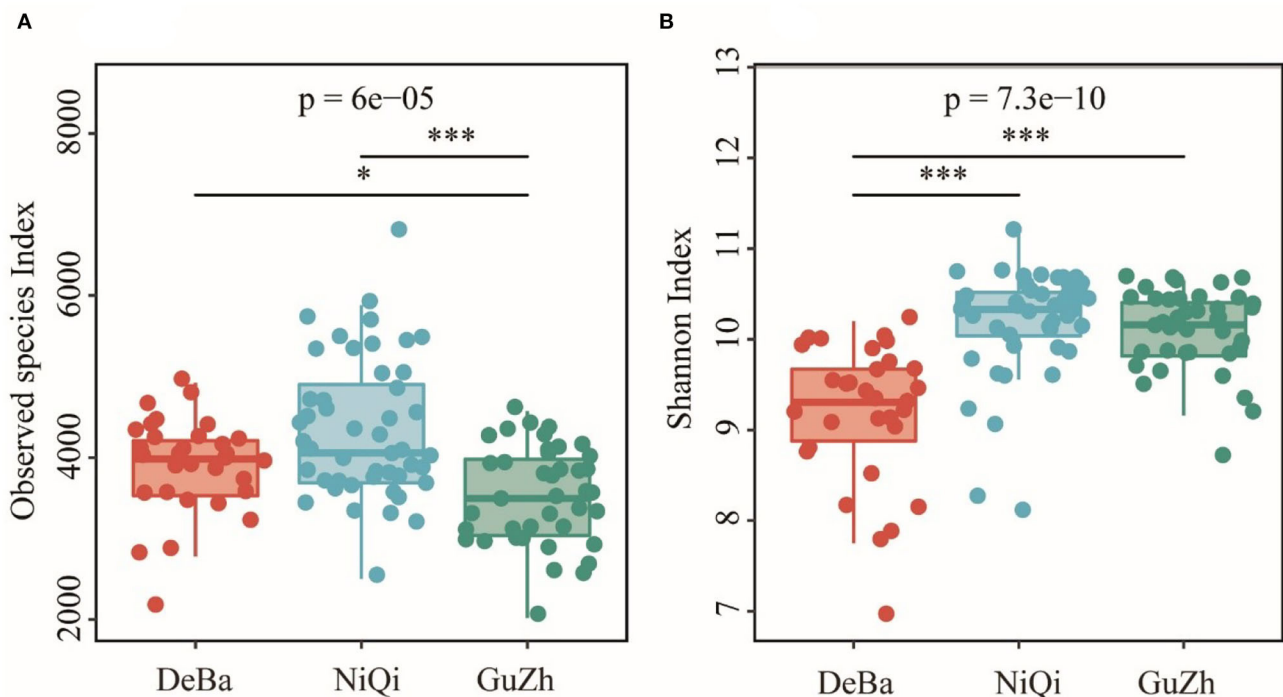 A
B
p = 6e−05
***
*
Observed species Index
8000
6000
4000
2000
DeBa
NiQi
GuZh
p = 7.3e−10
***
***
Shannon Index
13
12
11
10
9
8
7
DeBa
NiQi
GuZh